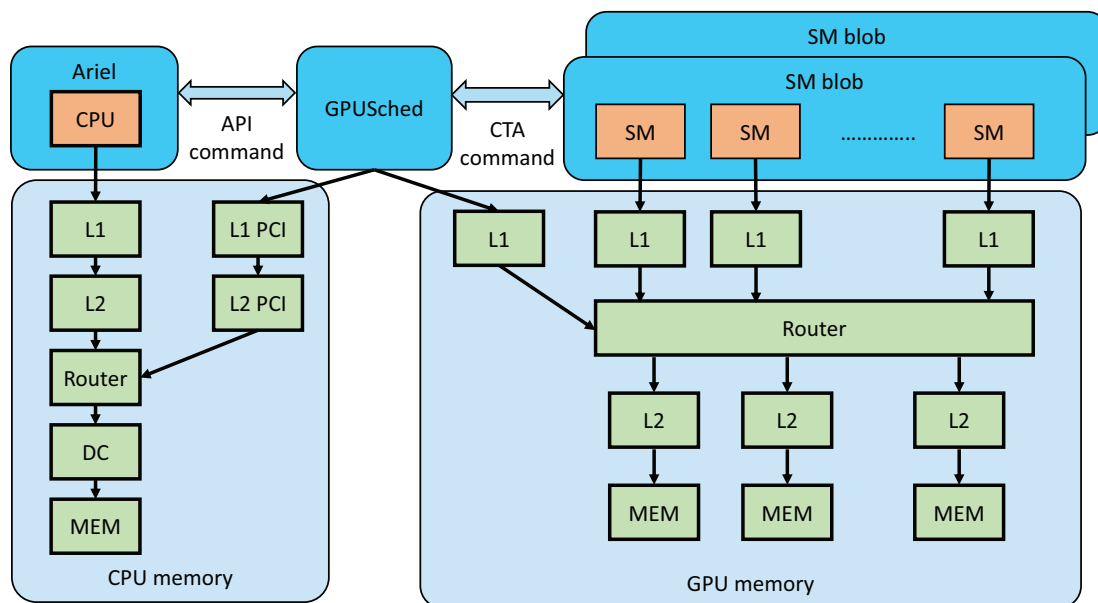 SM blob
Ariel
SM blob
CPU
API
command
GPUSched
CTA
command
SM
SM
..............
SM
L1
L1 PCI
L1
L1
L1
L1
L2
L2 PCI
Router
Router
L2
L2
L2
DC
MEM
MEM
MEM
MEM
CPU memory
GPU memory